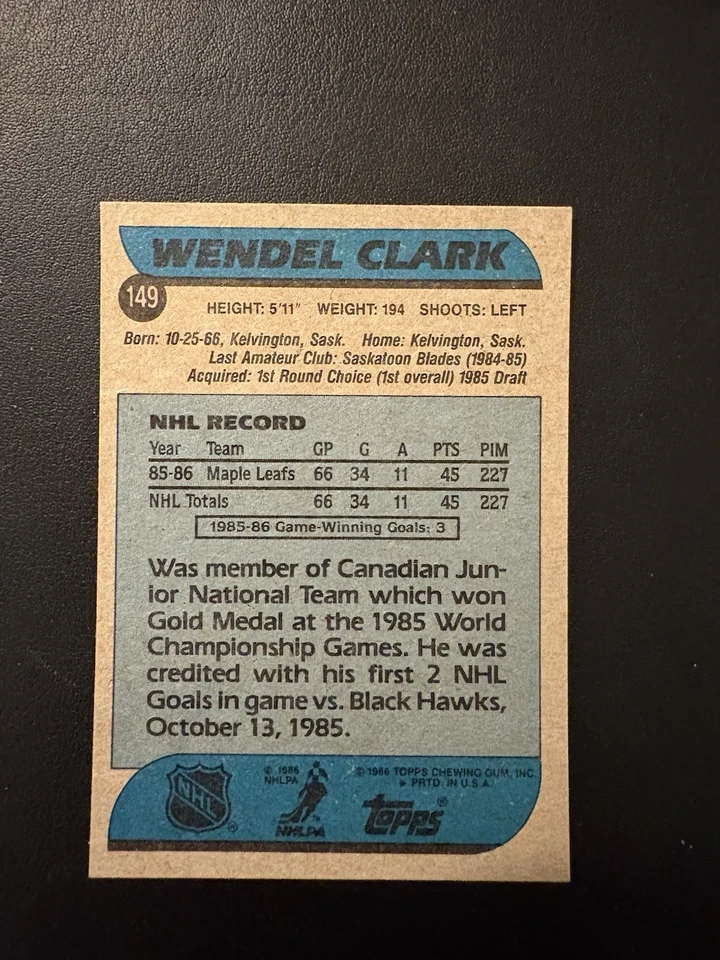 WENDEL CLARK
149
HEIGHT: 5'11" WEIGHT: 194 SHOOTS: LEFT
Born: 10-25-66, Kelvington, Sask. Home: Kelvington, Sask.
Last Amateur Club: Saskatoon Blades (1984-85)
Acquired: 1st Round Choice (1st overall) 1985 Draft
NHL RECORD
Year Team GP G A PTS PIM
85-86 Maple Leafs 66 34 11 45 227
NHL Totals 66 34 11 45 227
1985-86 Game-Winning Goals: 3
Was member of Canadian Jun-
ior National Team which won
Gold Medal at the 1985 World
Championship Games. He was
credited with his first 2 NHL
Goals in game vs. Black Hawks,
October 13, 1985.
NHL ®
© 1986
NHLPA
™
NHLPA
© 1986 TOPPS CHEWING GUM, INC.
★ PRTD. IN U.S.A.
topps®